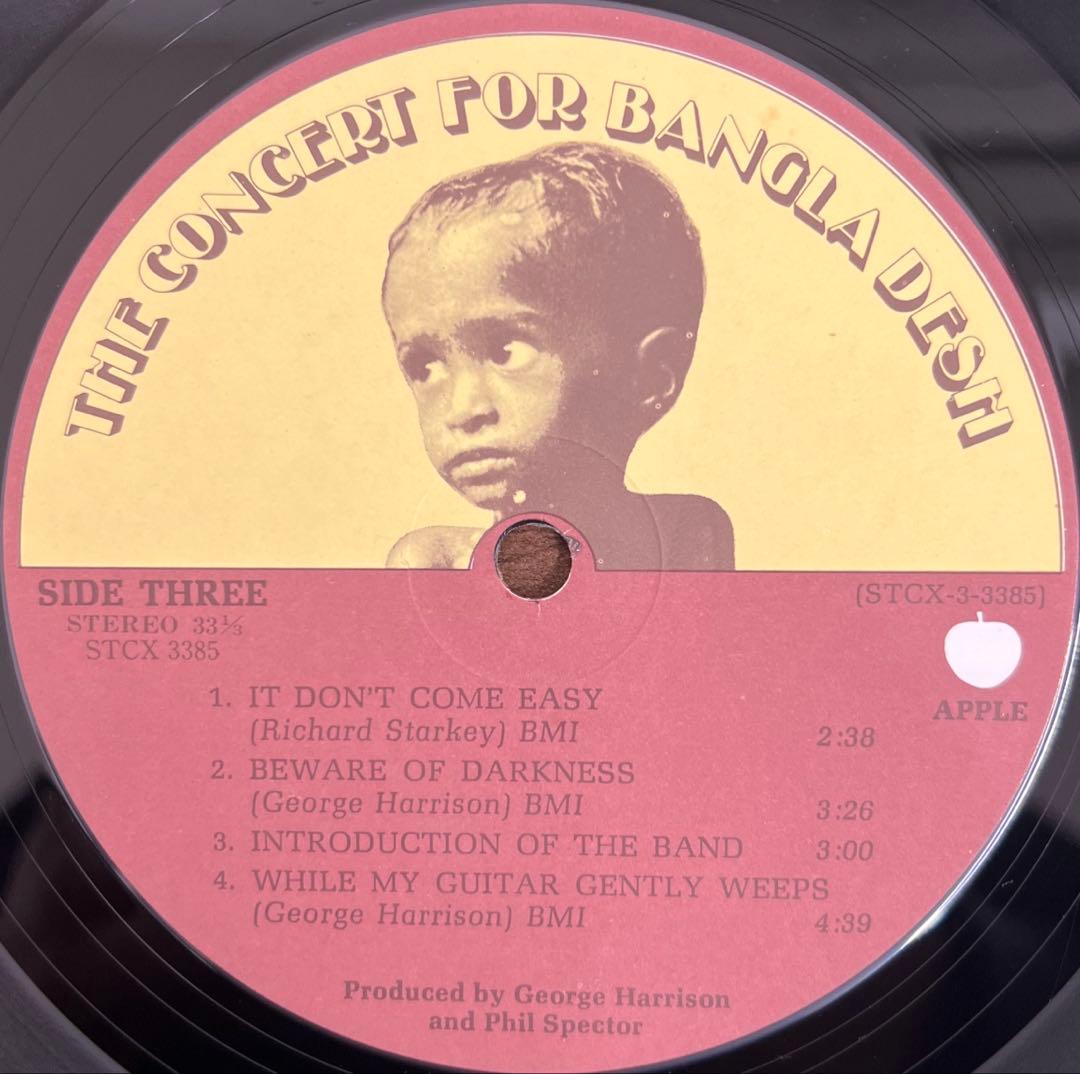 THE CONCERT FOR BANGLA DESH
SIDE THREE
STEREO 33⅓
STCX 3385
(STCX-3-3385)
APPLE
1. IT DON'T COME EASY
(Richard Starkey) BMI 2:38
2. BEWARE OF DARKNESS
(George Harrison) BMI 3:26
3. INTRODUCTION OF THE BAND 3:00
4. WHILE MY GUITAR GENTLY WEEPS
(George Harrison) BMI 4:39
Produced by George Harrison
and Phil Spector